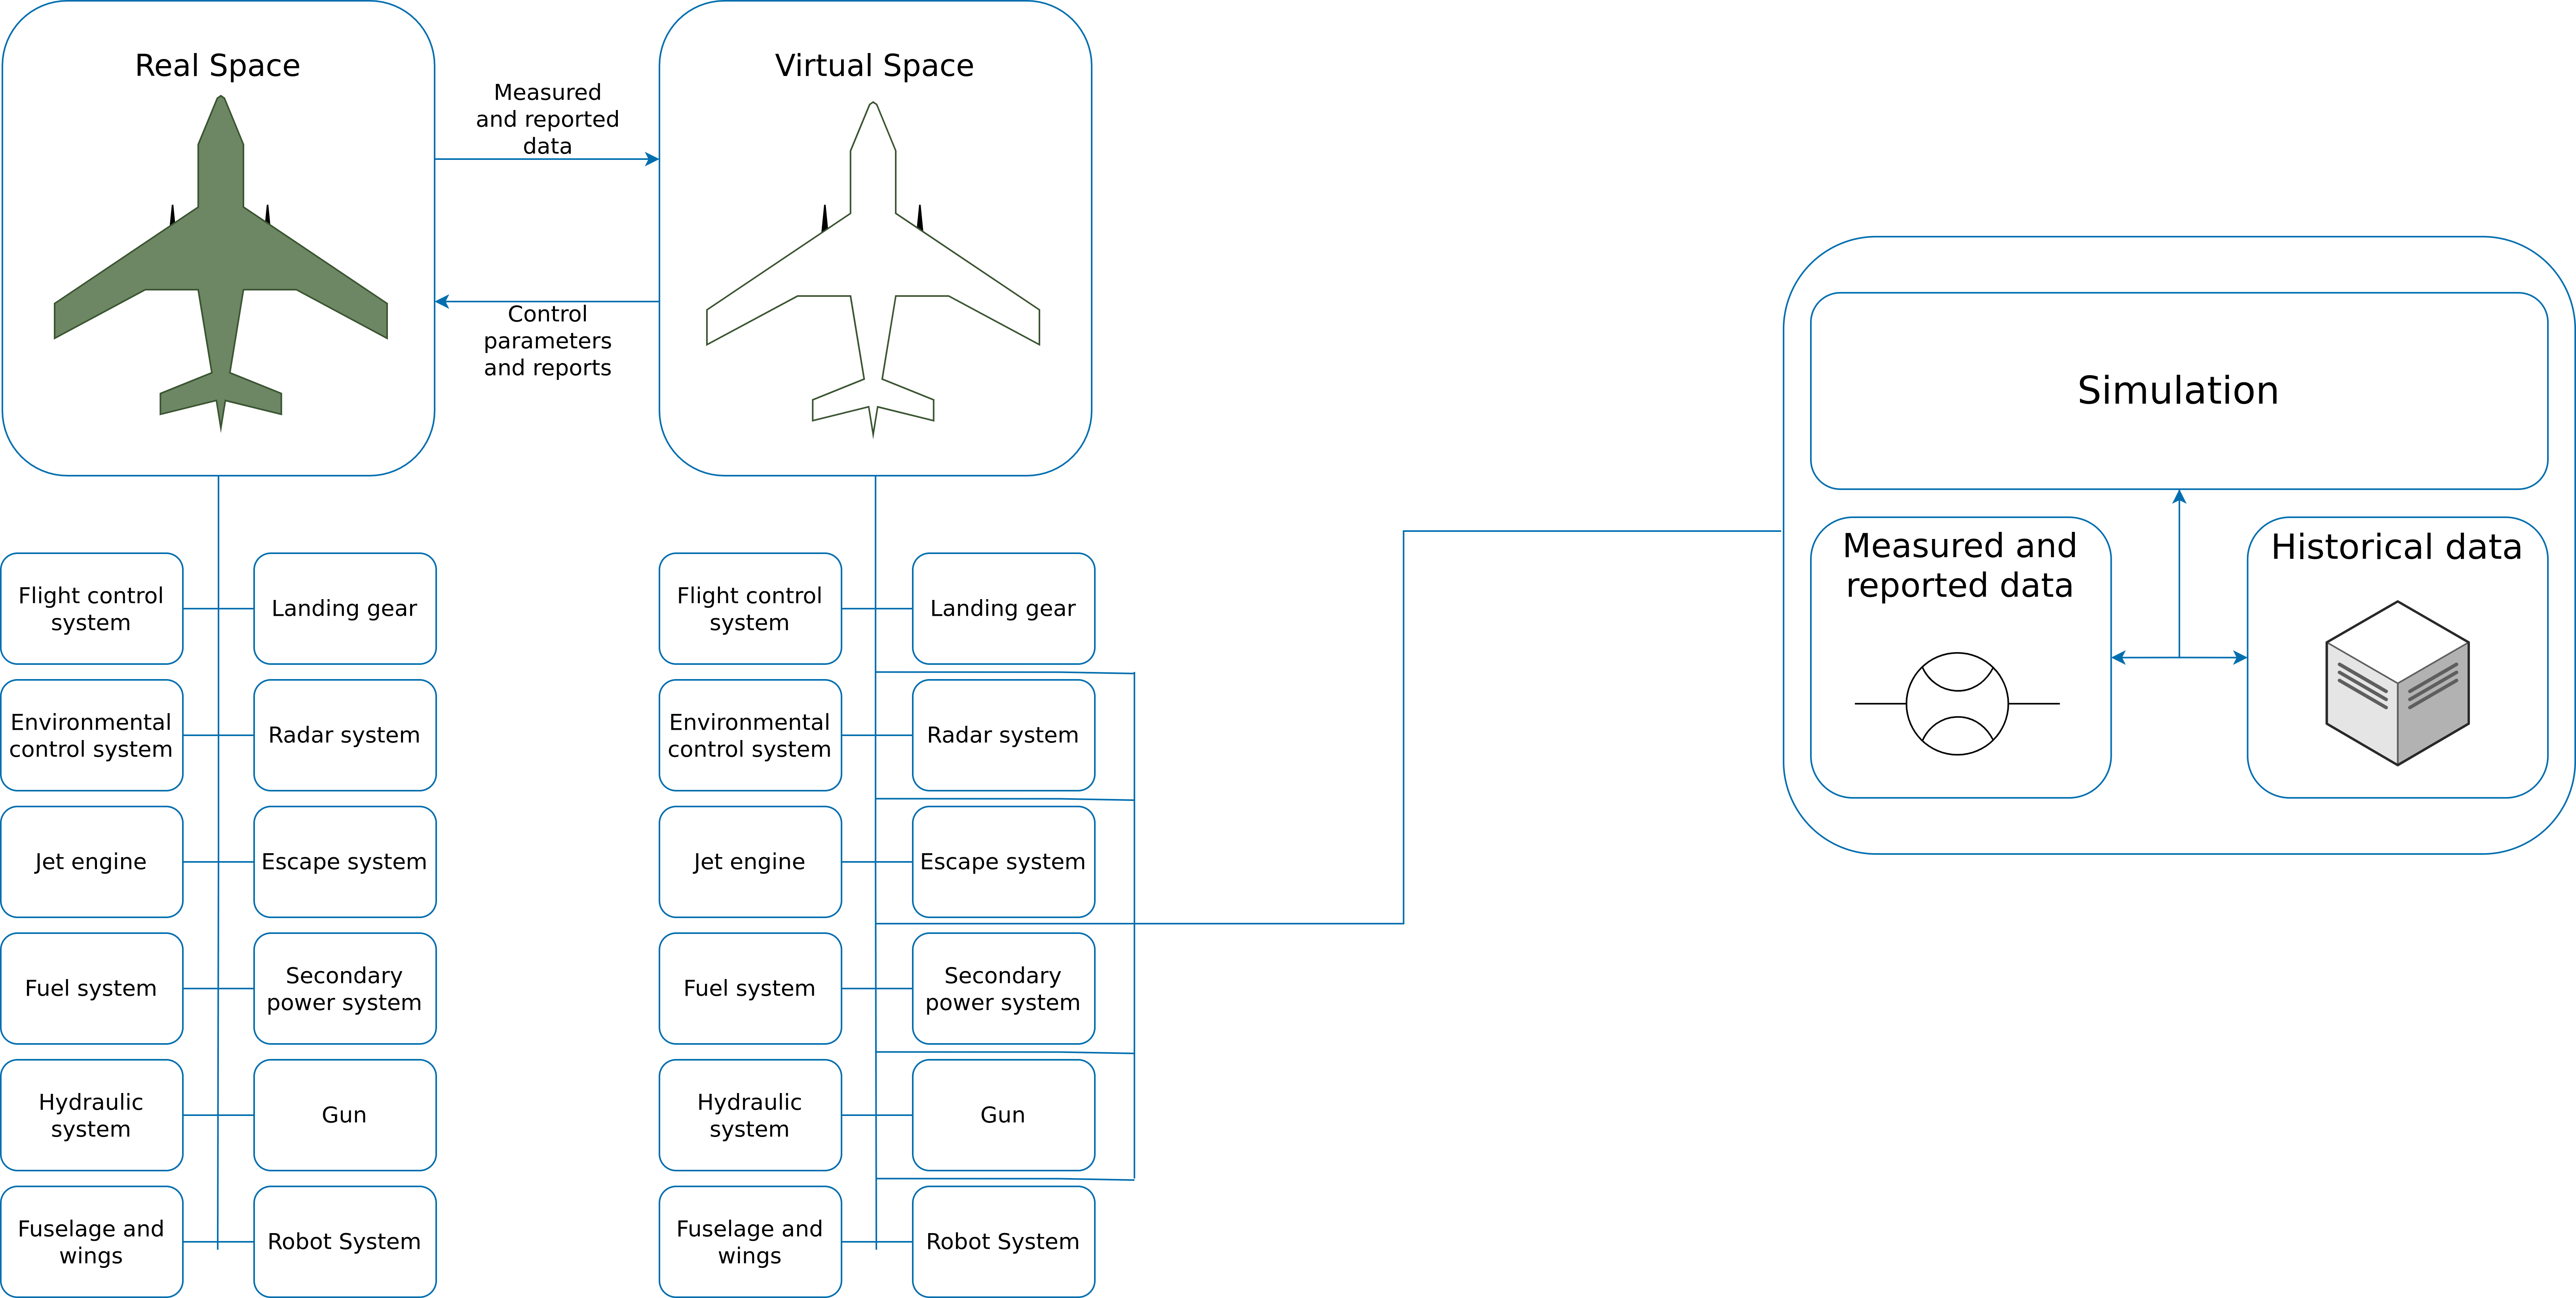 Real Space
Measured
and reported
data
Control
parameters
and reports
Virtual Space
Flight control
system
Landing gear
Environmental
control system
Radar system
Jet engine
Escape system
Fuel system
Secondary
power system
Hydraulic
system
Gun
Fuselage and
wings
Robot System
Flight control
system
Landing gear
Environmental
control system
Radar system
Jet engine
Escape system
Fuel system
Secondary
power system
Hydraulic
system
Gun
Fuselage and
wings
Robot System
Simulation
Measured and
reported data
Historical data